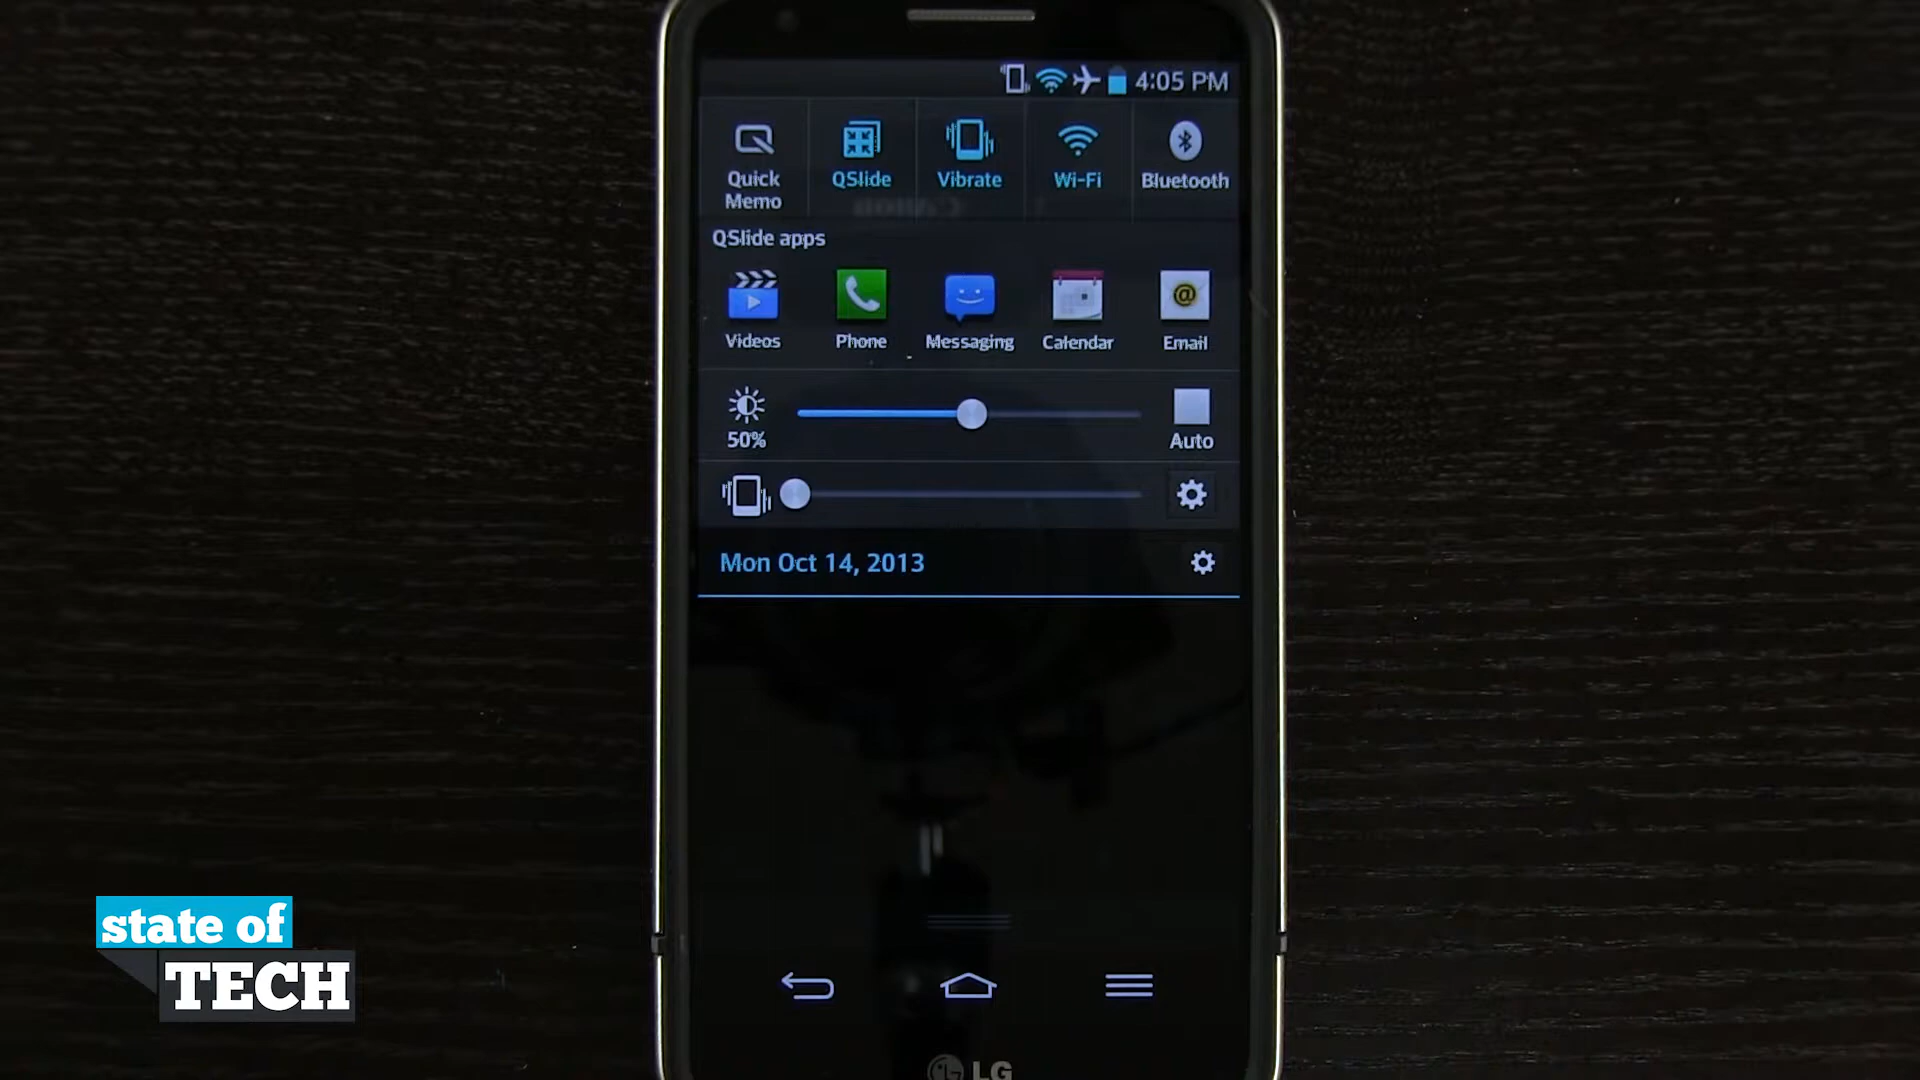 4:05 PM
Quick
Memo
QSlide
Vibrate
Wi-Fi
Bluetooth
QSlide apps
Videos
Phone
Messaging
Calendar
Email
50%
Auto
Mon Oct 14, 2013
state of
TECH
LG